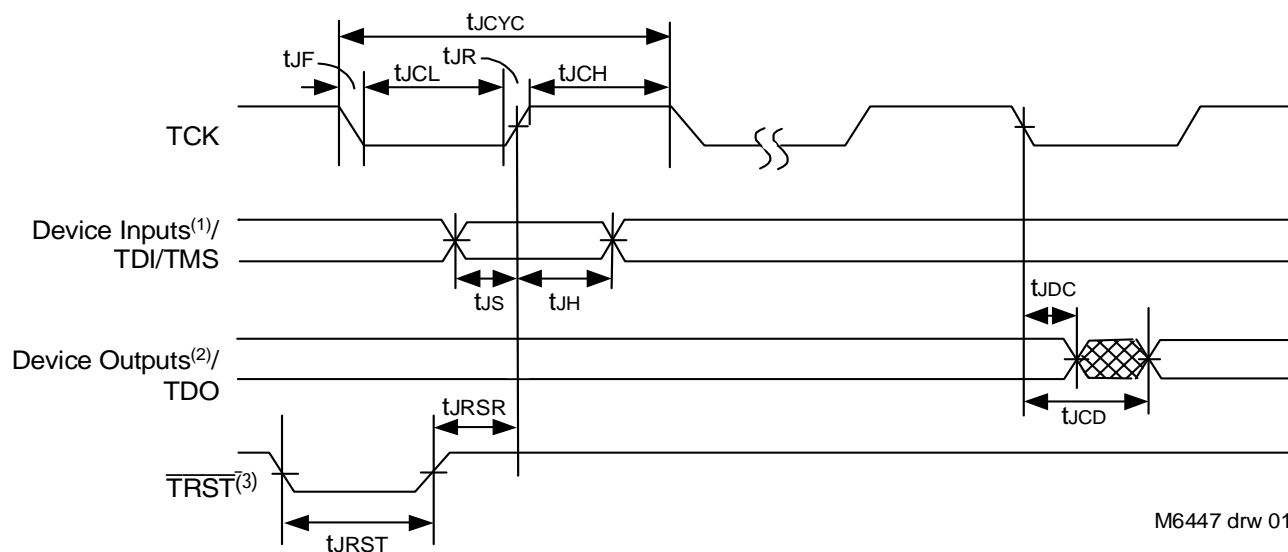 tJCYC
tJF
tJR
tJCL
tJCH
TCK
Device Inputs(1)/
TDI/TMS
tJS
tJH
tJDC
Device Outputs(2)/
TDO
tJRSR
tJCD
TRST(3)
tJRST
M6447 drw 01